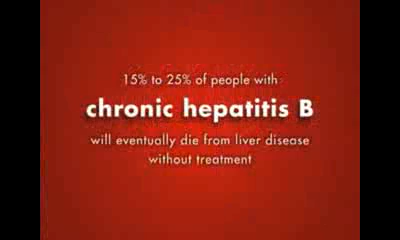 15% to 25% of people with
chronic hepatitis B
will eventually die from liver disease
without treatment